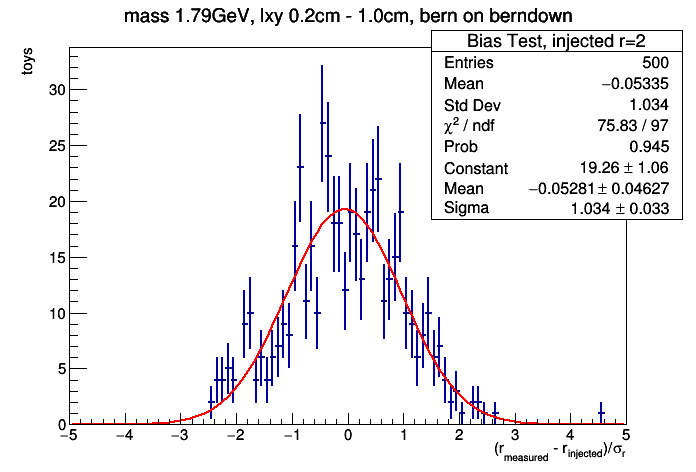 mass 1.79GeV, lxy 0.2cm - 1.0cm, bern on berndown
Bias Test, injected r=2
Entries 500
Mean −0.05335
Std Dev 1.034
χ² / ndf 75.83 / 97
Prob 0.945
Constant 19.26 ± 1.06
Mean −0.05281 ± 0.04627
Sigma 1.034 ± 0.033
toys
30
25
20
15
10
5
0
−5 −4 −3 −2 −1 0 1 2 3 4 5
(r_measured - r_injected)/σ_r